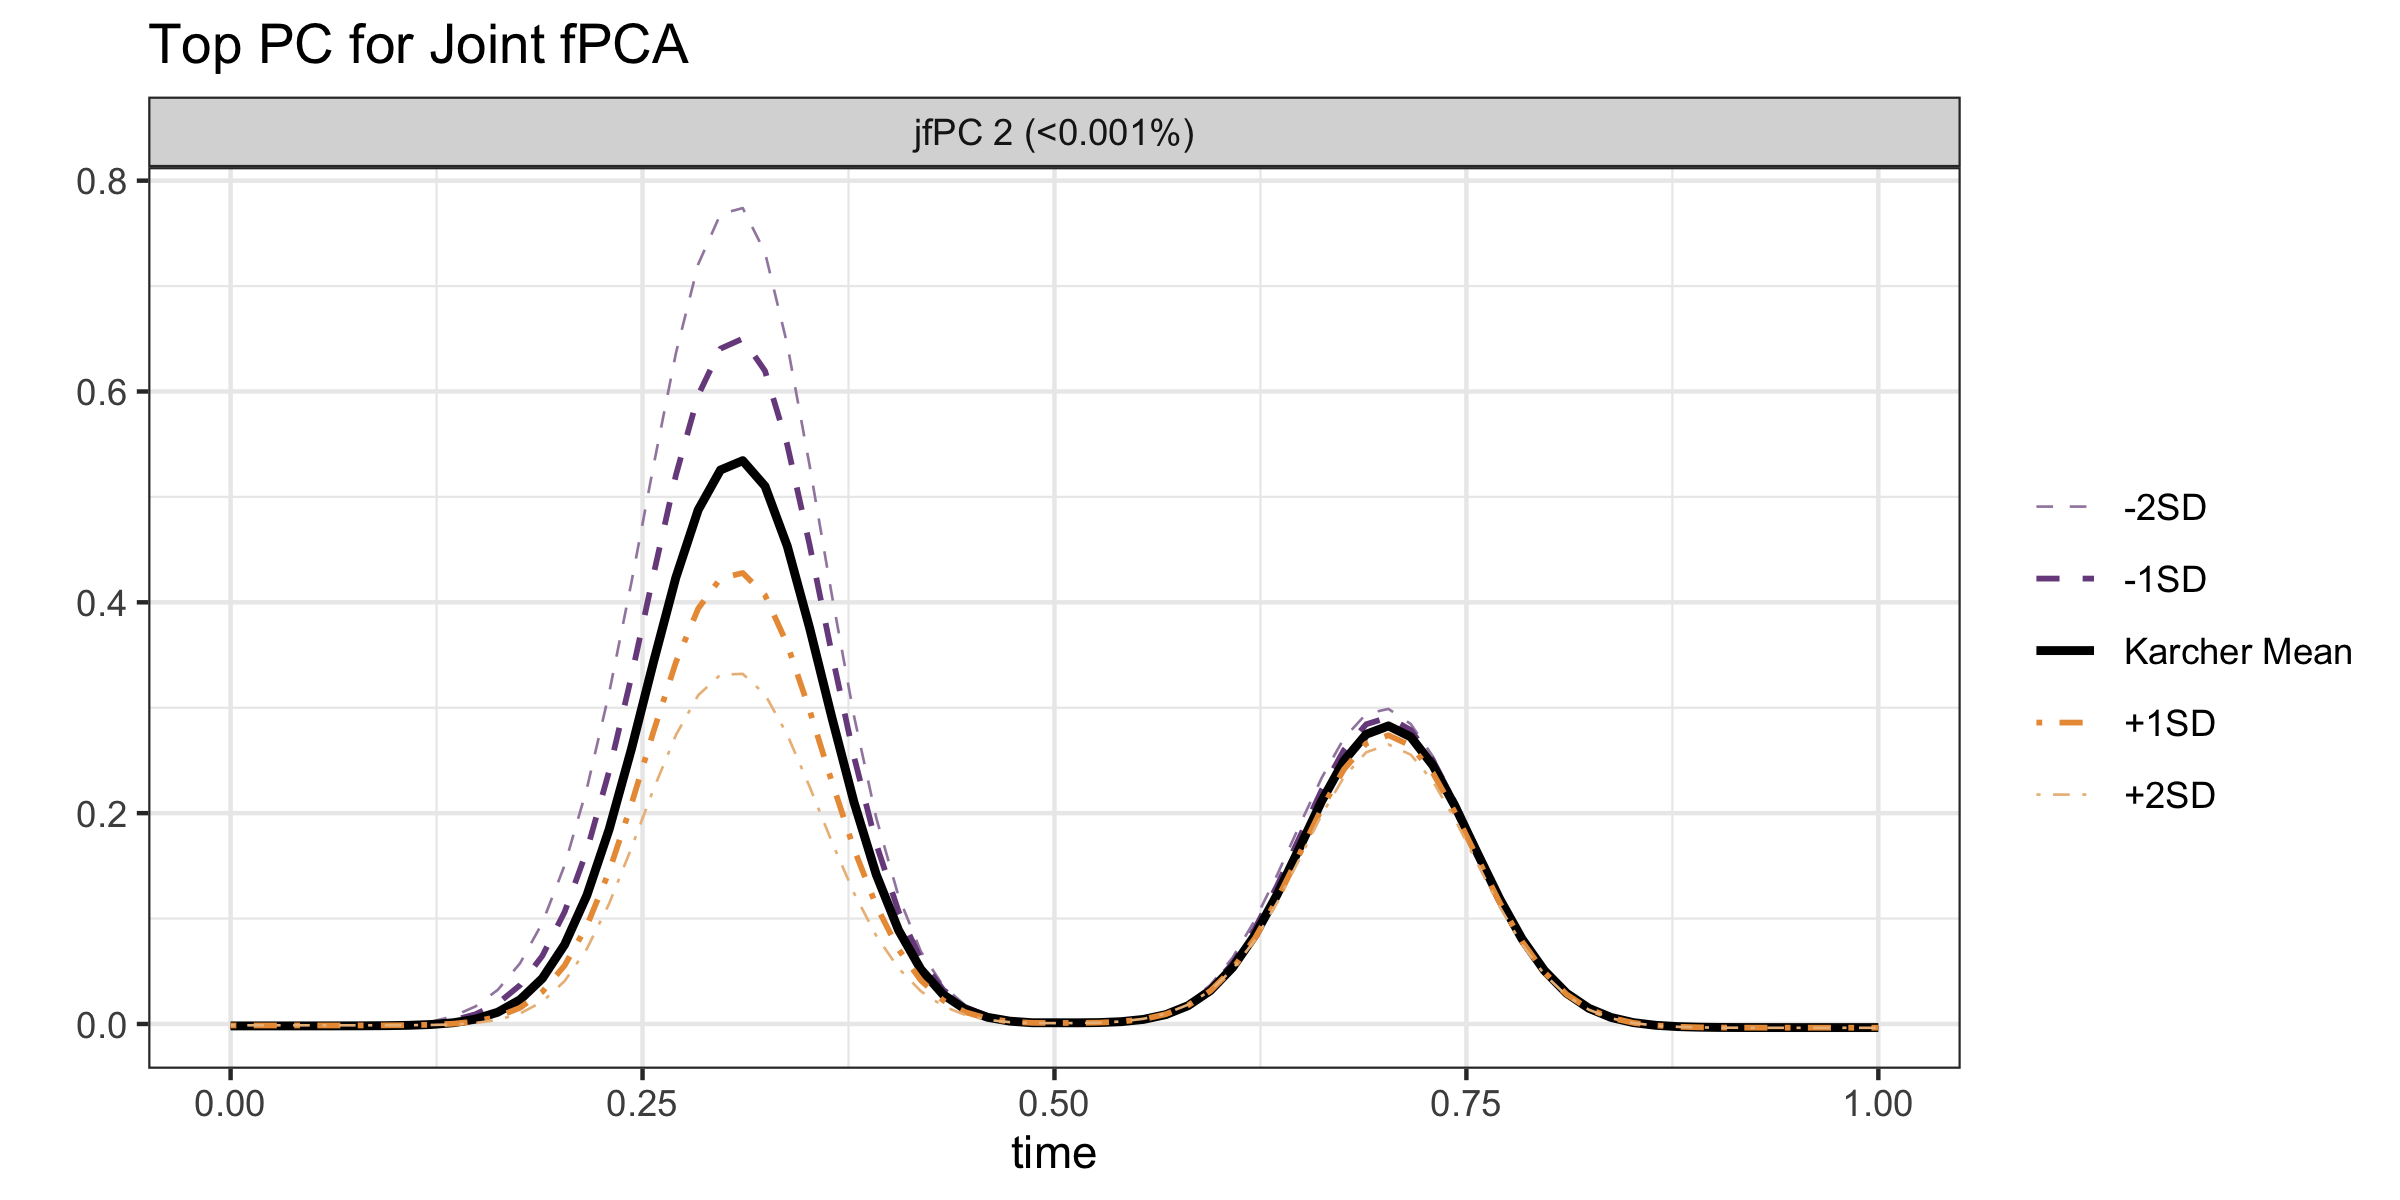 Top PC for Joint fPCA
jfPC 2 (<0.001%)
0.8
0.6
0.4
0.2
0.0
0.00 0.25 0.50 0.75 1.00
time
-2SD
-1SD
Karcher Mean
+1SD
+2SD